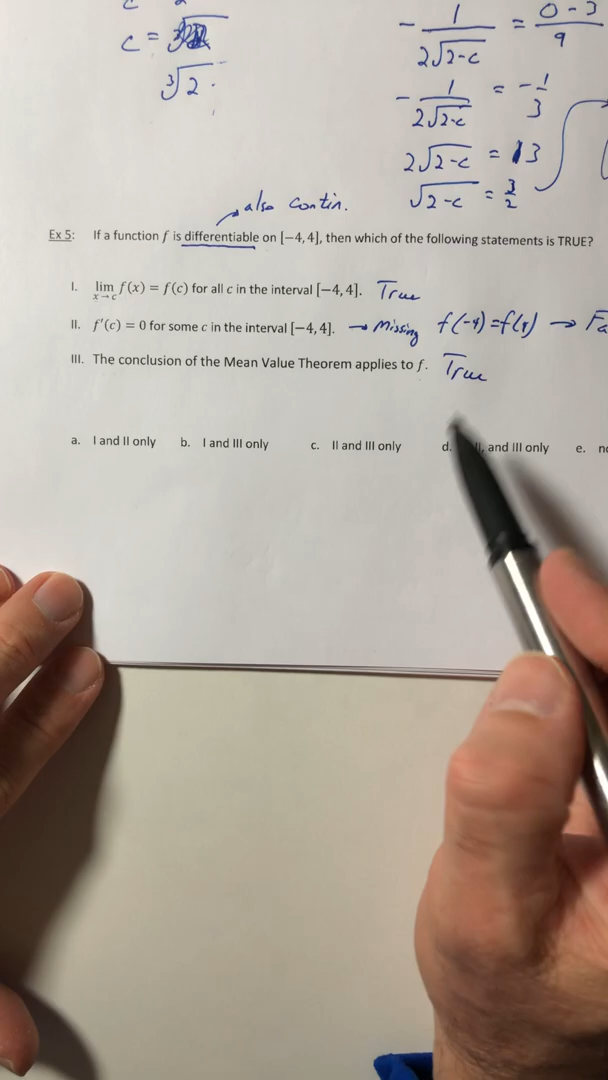 c = ∛2
- 1/(2√(2-c)) = (0-3)/9
- 1/(2√(2-c)) = -1/3
2√(2-c) = 3
√(2-c) = 3/2
also contin.
Ex 5: If a function f is differentiable on [−4, 4], then which of the following statements is TRUE?
I. lim x→c f(x) = f(c) for all c in the interval [−4, 4]. True
II. f′(c) = 0 for some c in the interval [−4, 4]. → Missing f(-4)=f(4) →
III. The conclusion of the Mean Value Theorem applies to f. True
a. I and II only b. I and III only c. II and III only d. and III only e.